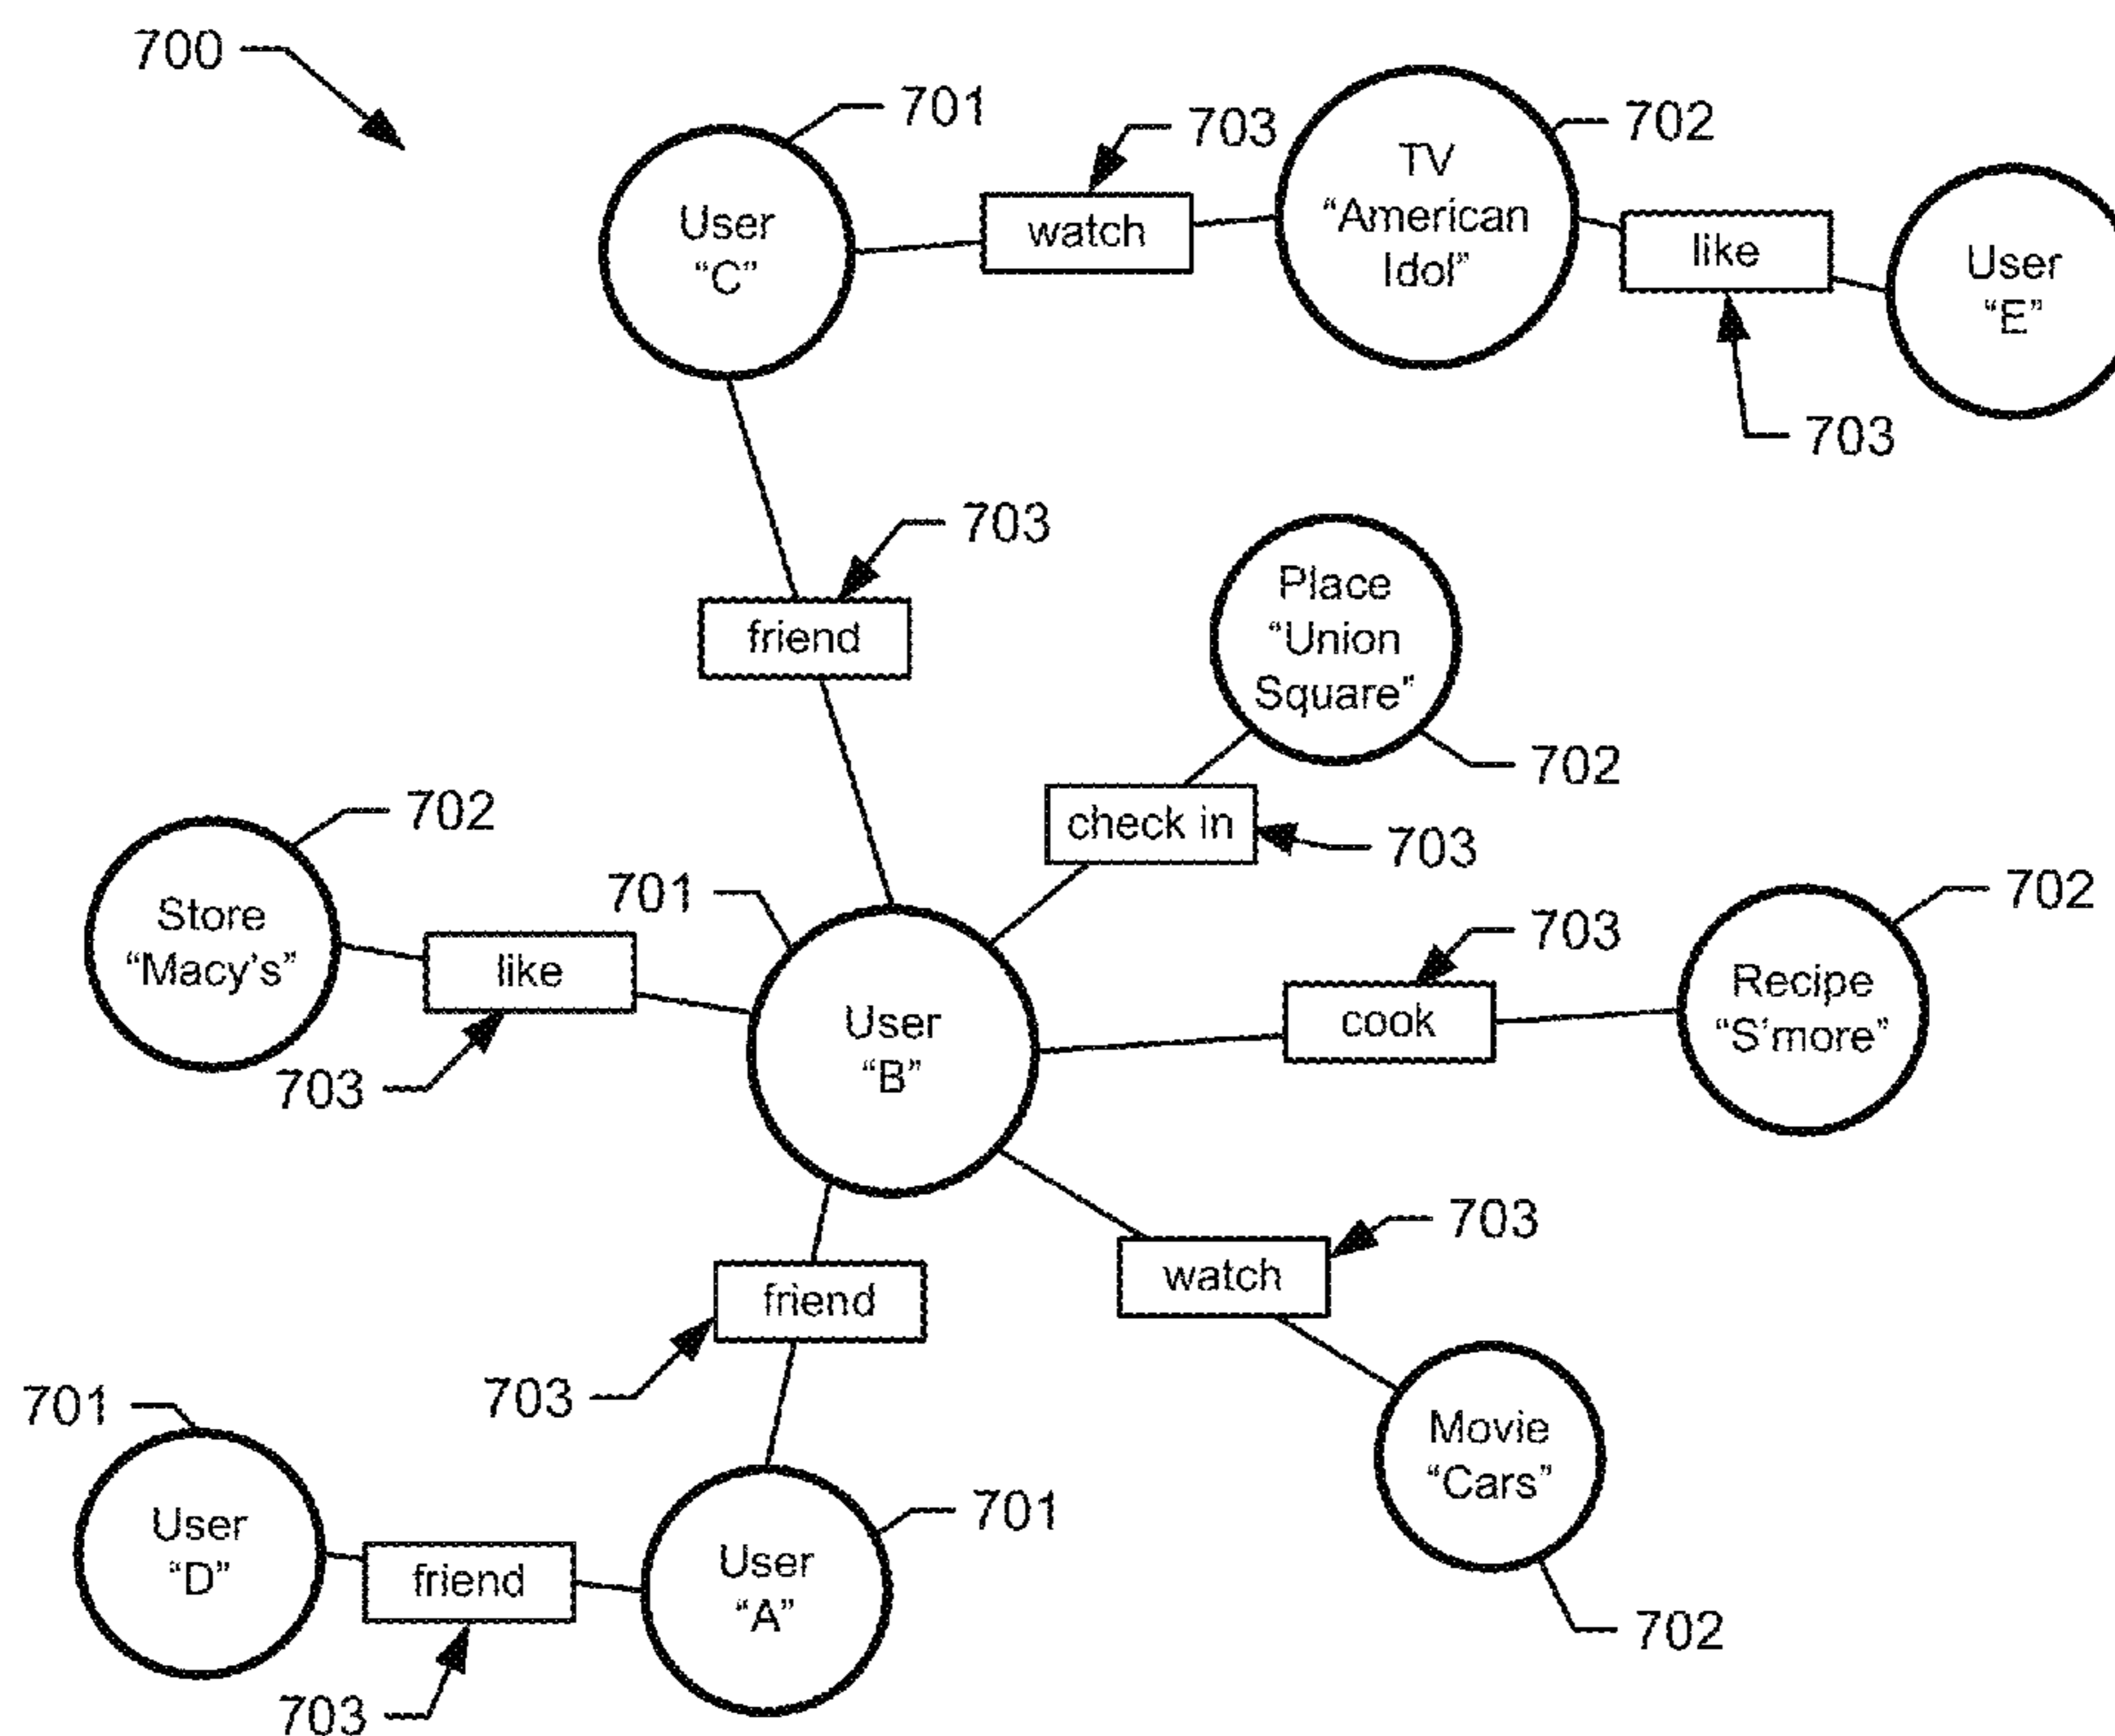 700
701
703
702
User
“C”
watch
TV
“American
Idol”
like
User
“E”
703
703
friend
Place
“Union
Square”
702
check in
703
702
Store
“Macy’s”
like
703
701
User
“B”
703
cook
702
Recipe
“S’more”
703
watch
friend
703
Movie
“Cars”
702
701
User
“D”
friend
703
701
User
“A”